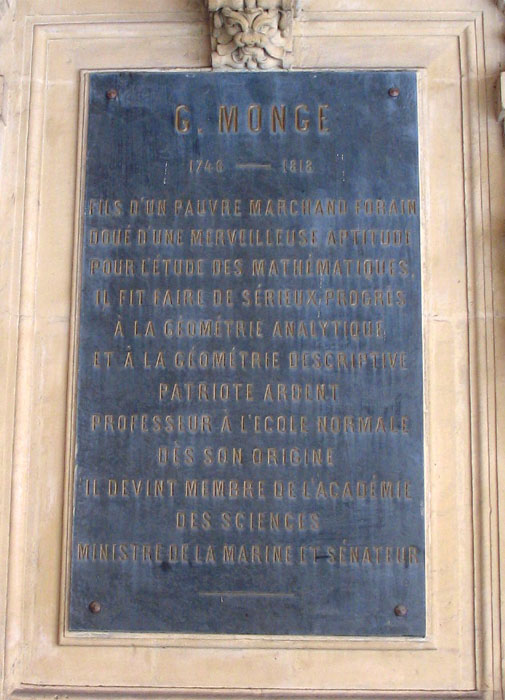 G. MONGE
1746 — 1818
FILS D'UN PAUVRE MARCHAND FORAIN
DOUÉ D'UNE MERVEILLEUSE APTITUDE
POUR L'ÉTUDE DES MATHÉMATIQUES,
IL FIT FAIRE DE SÉRIEUX PROGRÈS
À LA GÉOMÉTRIE ANALYTIQUE
ET À LA GÉOMÉTRIE DESCRIPTIVE
PATRIOTE ARDENT
PROFESSEUR À L'ECOLE NORMALE
DÈS SON ORIGINE
IL DEVINT MEMBRE DE L'ACADÉMIE
DES SCIENCES
MINISTRE DE LA MARINE ET SÉNATEUR